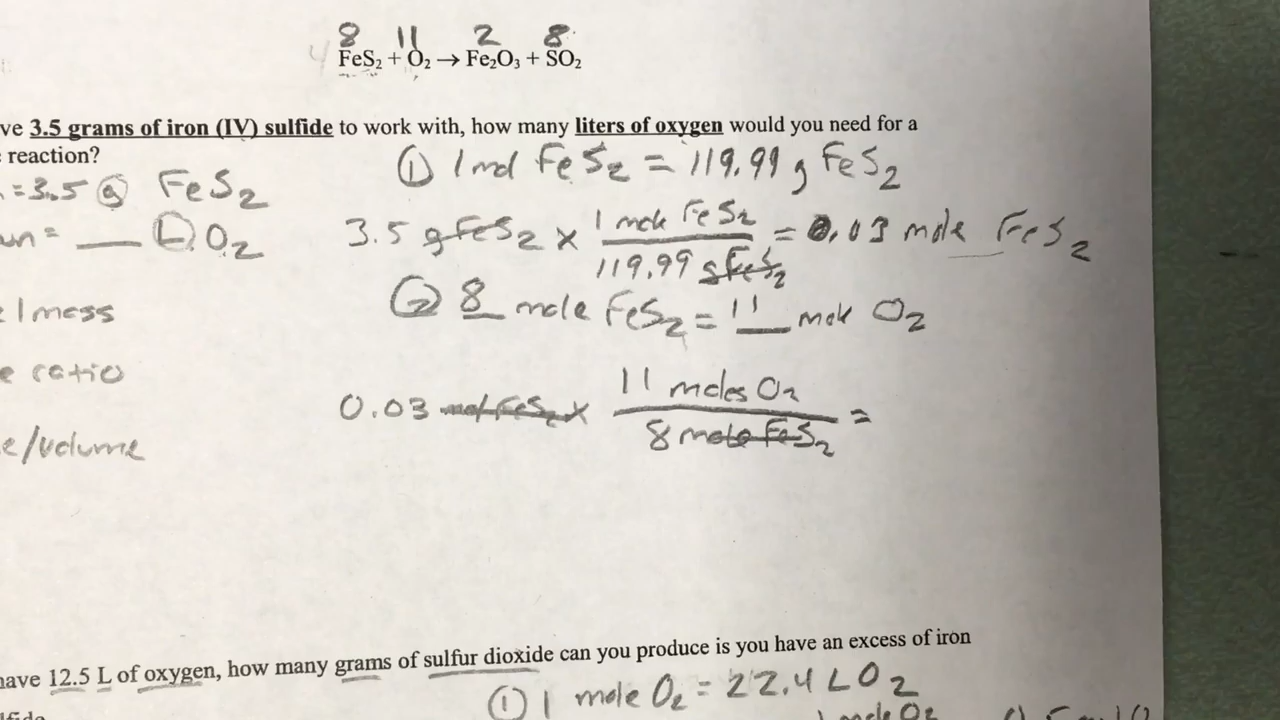 8 11 2 8
4 FeS₂ + O₂ → Fe₂O₃ + SO₂
ve 3.5 grams of iron (IV) sulfide to work with, how many liters of oxygen would you need for a
reaction?
① 1 mol FeS₂ = 119.99 g FeS₂
= 3.5 g FeS₂
3.5 g FeS₂ x 1 mole FeS₂ / 119.99 g FeS₂ = 0.03 mole FeS₂
un = __ L O₂
② 8 mole FeS₂ = 11 mole O₂
l mass
e ratio
0.03 mol FeS₂ x 11 moles O₂ / 8 mole FeS₂ =
e/volume
have 12.5 L of oxygen, how many grams of sulfur dioxide can you produce is you have an excess of iron
① 1 mole O₂ = 22.4 L O₂
1 mole O₂